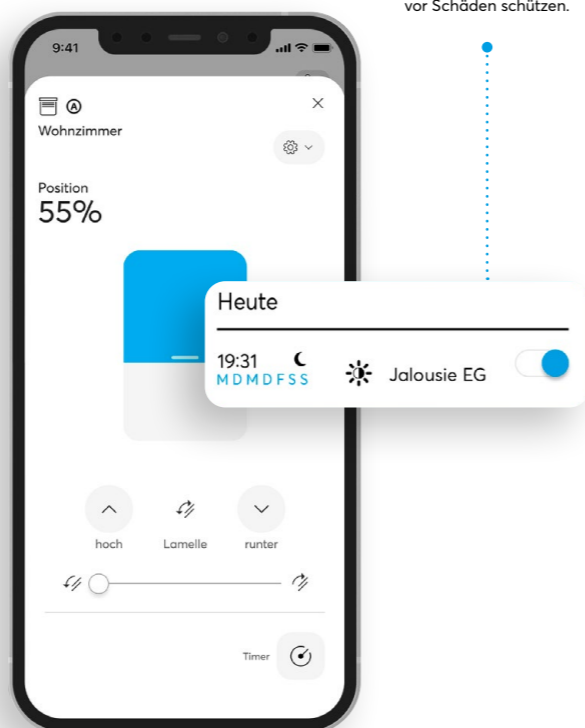 vor Schäden schützen.
9:41
A
Wohnzimmer
Position
55%
Heute
19:31
MDMDFSS
Jalousie EG
hoch Lamelle runter
Timer